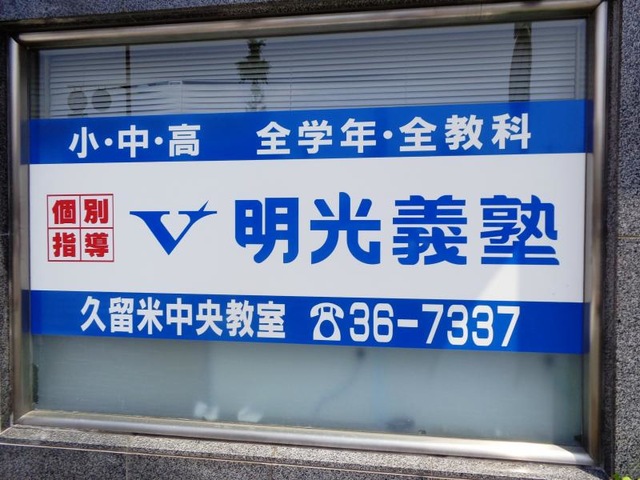 小・中・高 全学年・全教科
個別
指導
明光義塾
久留米中央教室 ☎36-7337